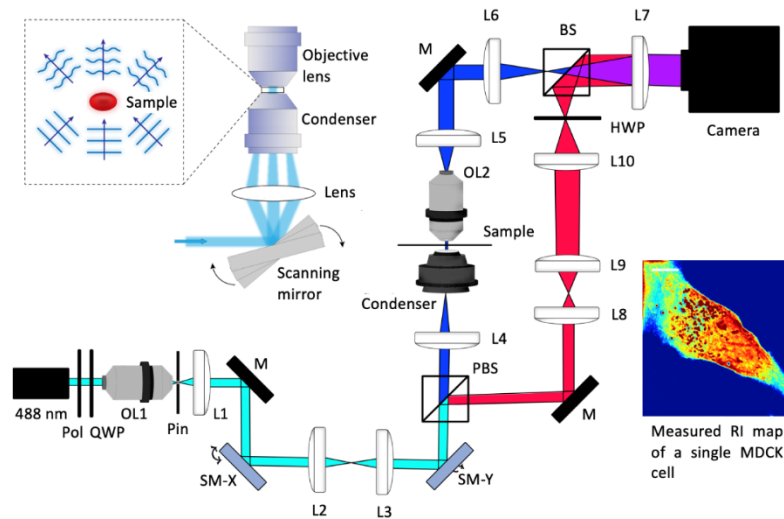 Objective
lens
Sample
Condenser
Lens
Scanning
mirror
M
L6
BS
L7
HWP
Camera
L5
OL2
L10
Sample
L9
Condenser
L8
L4
PBS
M
M
488 nm
OL1
L1
Pol QWP
Pin
SM-X
SM-Y
L2
L3
Measured RI map
of a single MDCK
cell